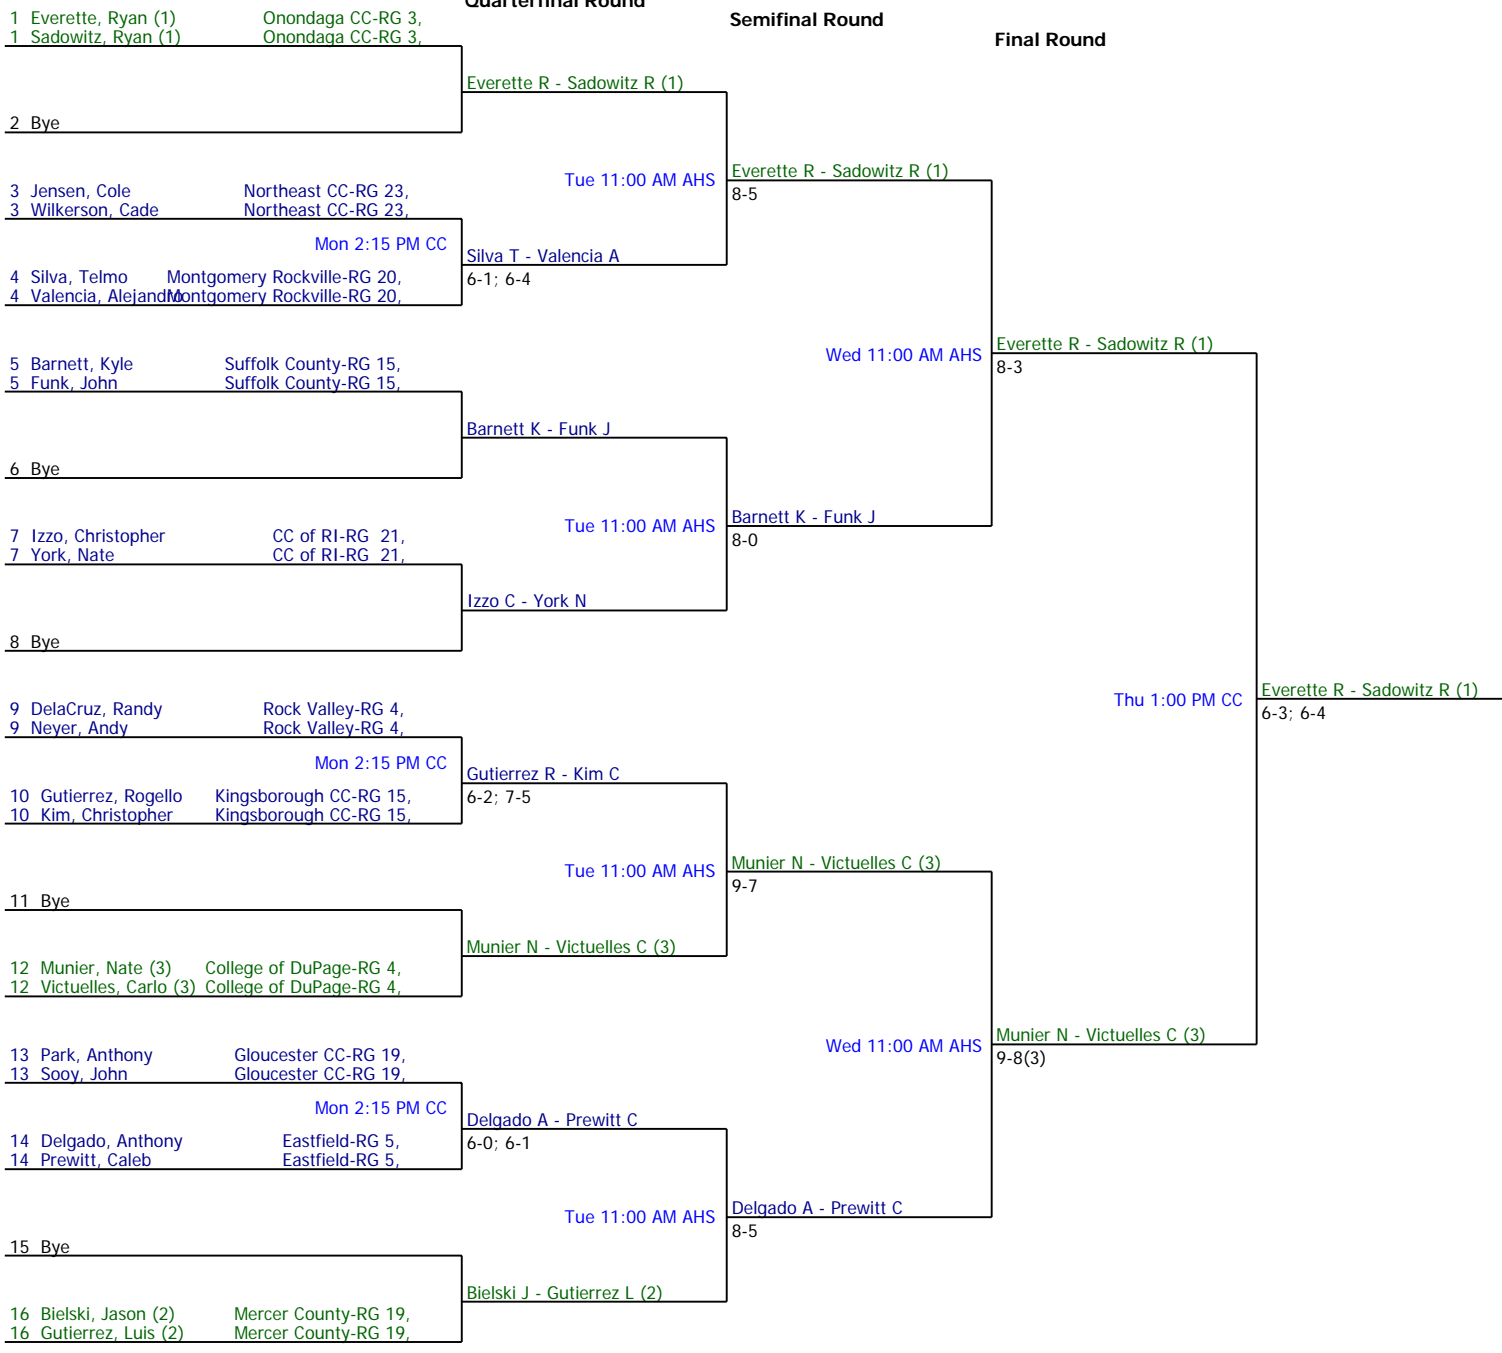 Quarterfinal Round
Semifinal Round
Final Round
1 Everette, Ryan (1) Onondaga CC-RG 3,
1 Sadowitz, Ryan (1) Onondaga CC-RG 3,
Everette R - Sadowitz R (1)
2 Bye
Tue 11:00 AM AHS
Everette R - Sadowitz R (1)
8-5
3 Jensen, Cole Northeast CC-RG 23,
3 Wilkerson, Cade Northeast CC-RG 23,
Mon 2:15 PM CC
Silva T - Valencia A
6-1; 6-4
4 Silva, Telmo Montgomery Rockville-RG 20,
4 Valencia, Alejandro Montgomery Rockville-RG 20,
Wed 11:00 AM AHS
Everette R - Sadowitz R (1)
8-3
5 Barnett, Kyle Suffolk County-RG 15,
5 Funk, John Suffolk County-RG 15,
Barnett K - Funk J
6 Bye
Tue 11:00 AM AHS
Barnett K - Funk J
8-0
7 Izzo, Christopher CC of RI-RG 21,
7 York, Nate CC of RI-RG 21,
Izzo C - York N
8 Bye
Thu 1:00 PM CC
Everette R - Sadowitz R (1)
6-3; 6-4
9 DelaCruz, Randy Rock Valley-RG 4,
9 Neyer, Andy Rock Valley-RG 4,
Mon 2:15 PM CC
Gutierrez R - Kim C
6-2; 7-5
10 Gutierrez, Rogello Kingsborough CC-RG 15,
10 Kim, Christopher Kingsborough CC-RG 15,
Tue 11:00 AM AHS
Munier N - Victuelles C (3)
9-7
11 Bye
Munier N - Victuelles C (3)
12 Munier, Nate (3) College of DuPage-RG 4,
12 Victuelles, Carlo (3) College of DuPage-RG 4,
Wed 11:00 AM AHS
Munier N - Victuelles C (3)
9-8(3)
13 Park, Anthony Gloucester CC-RG 19,
13 Sooy, John Gloucester CC-RG 19,
Mon 2:15 PM CC
Delgado A - Prewitt C
6-0; 6-1
14 Delgado, Anthony Eastfield-RG 5,
14 Prewitt, Caleb Eastfield-RG 5,
Tue 11:00 AM AHS
Delgado A - Prewitt C
8-5
15 Bye
Bielski J - Gutierrez L (2)
16 Bielski, Jason (2) Mercer County-RG 19,
16 Gutierrez, Luis (2) Mercer County-RG 19,